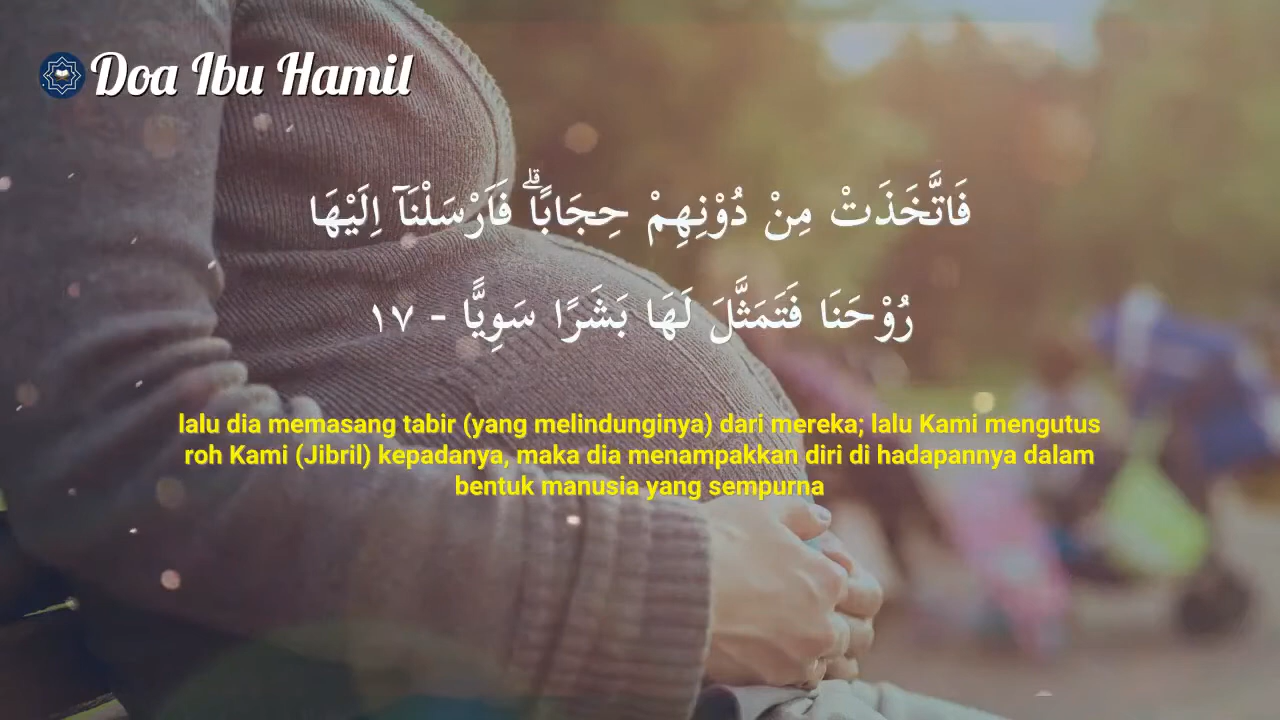 Doa Ibu Hamil
فَاتَّخَذَتْ مِنْ دُوْنِهِمْ حِجَابًاۗ فَاَرْسَلْنَآ اِلَيْهَا
رُوْحَنَا فَتَمَثَّلَ لَهَا بَشَرًا سَوِيًّا - ١٧
lalu dia memasang tabir (yang melindunginya) dari mereka; lalu Kami mengutus
roh Kami (Jibril) kepadanya, maka dia menampakkan diri di hadapannya dalam
bentuk manusia yang sempurna